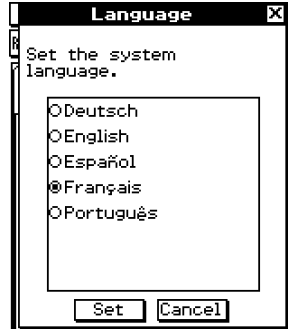 Language
Set the system
language.
Deutsch
English
Español
Français
Português
Set Cancel